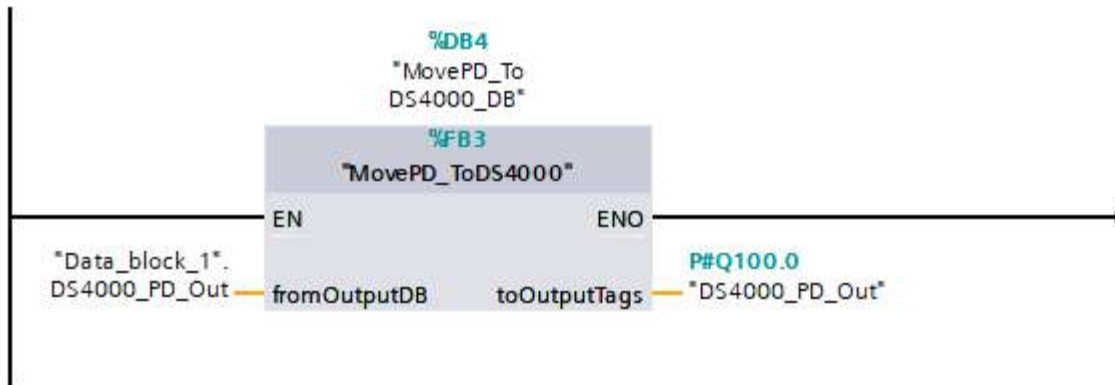 %DB4
"MovePD_To
DS4000_DB"
%FB3
"MovePD_ToDS4000"
EN ENO
"Data_block_1".
DS4000_PD_Out
fromOutputDB toOutputTags
P#Q100.0
"DS4000_PD_Out"